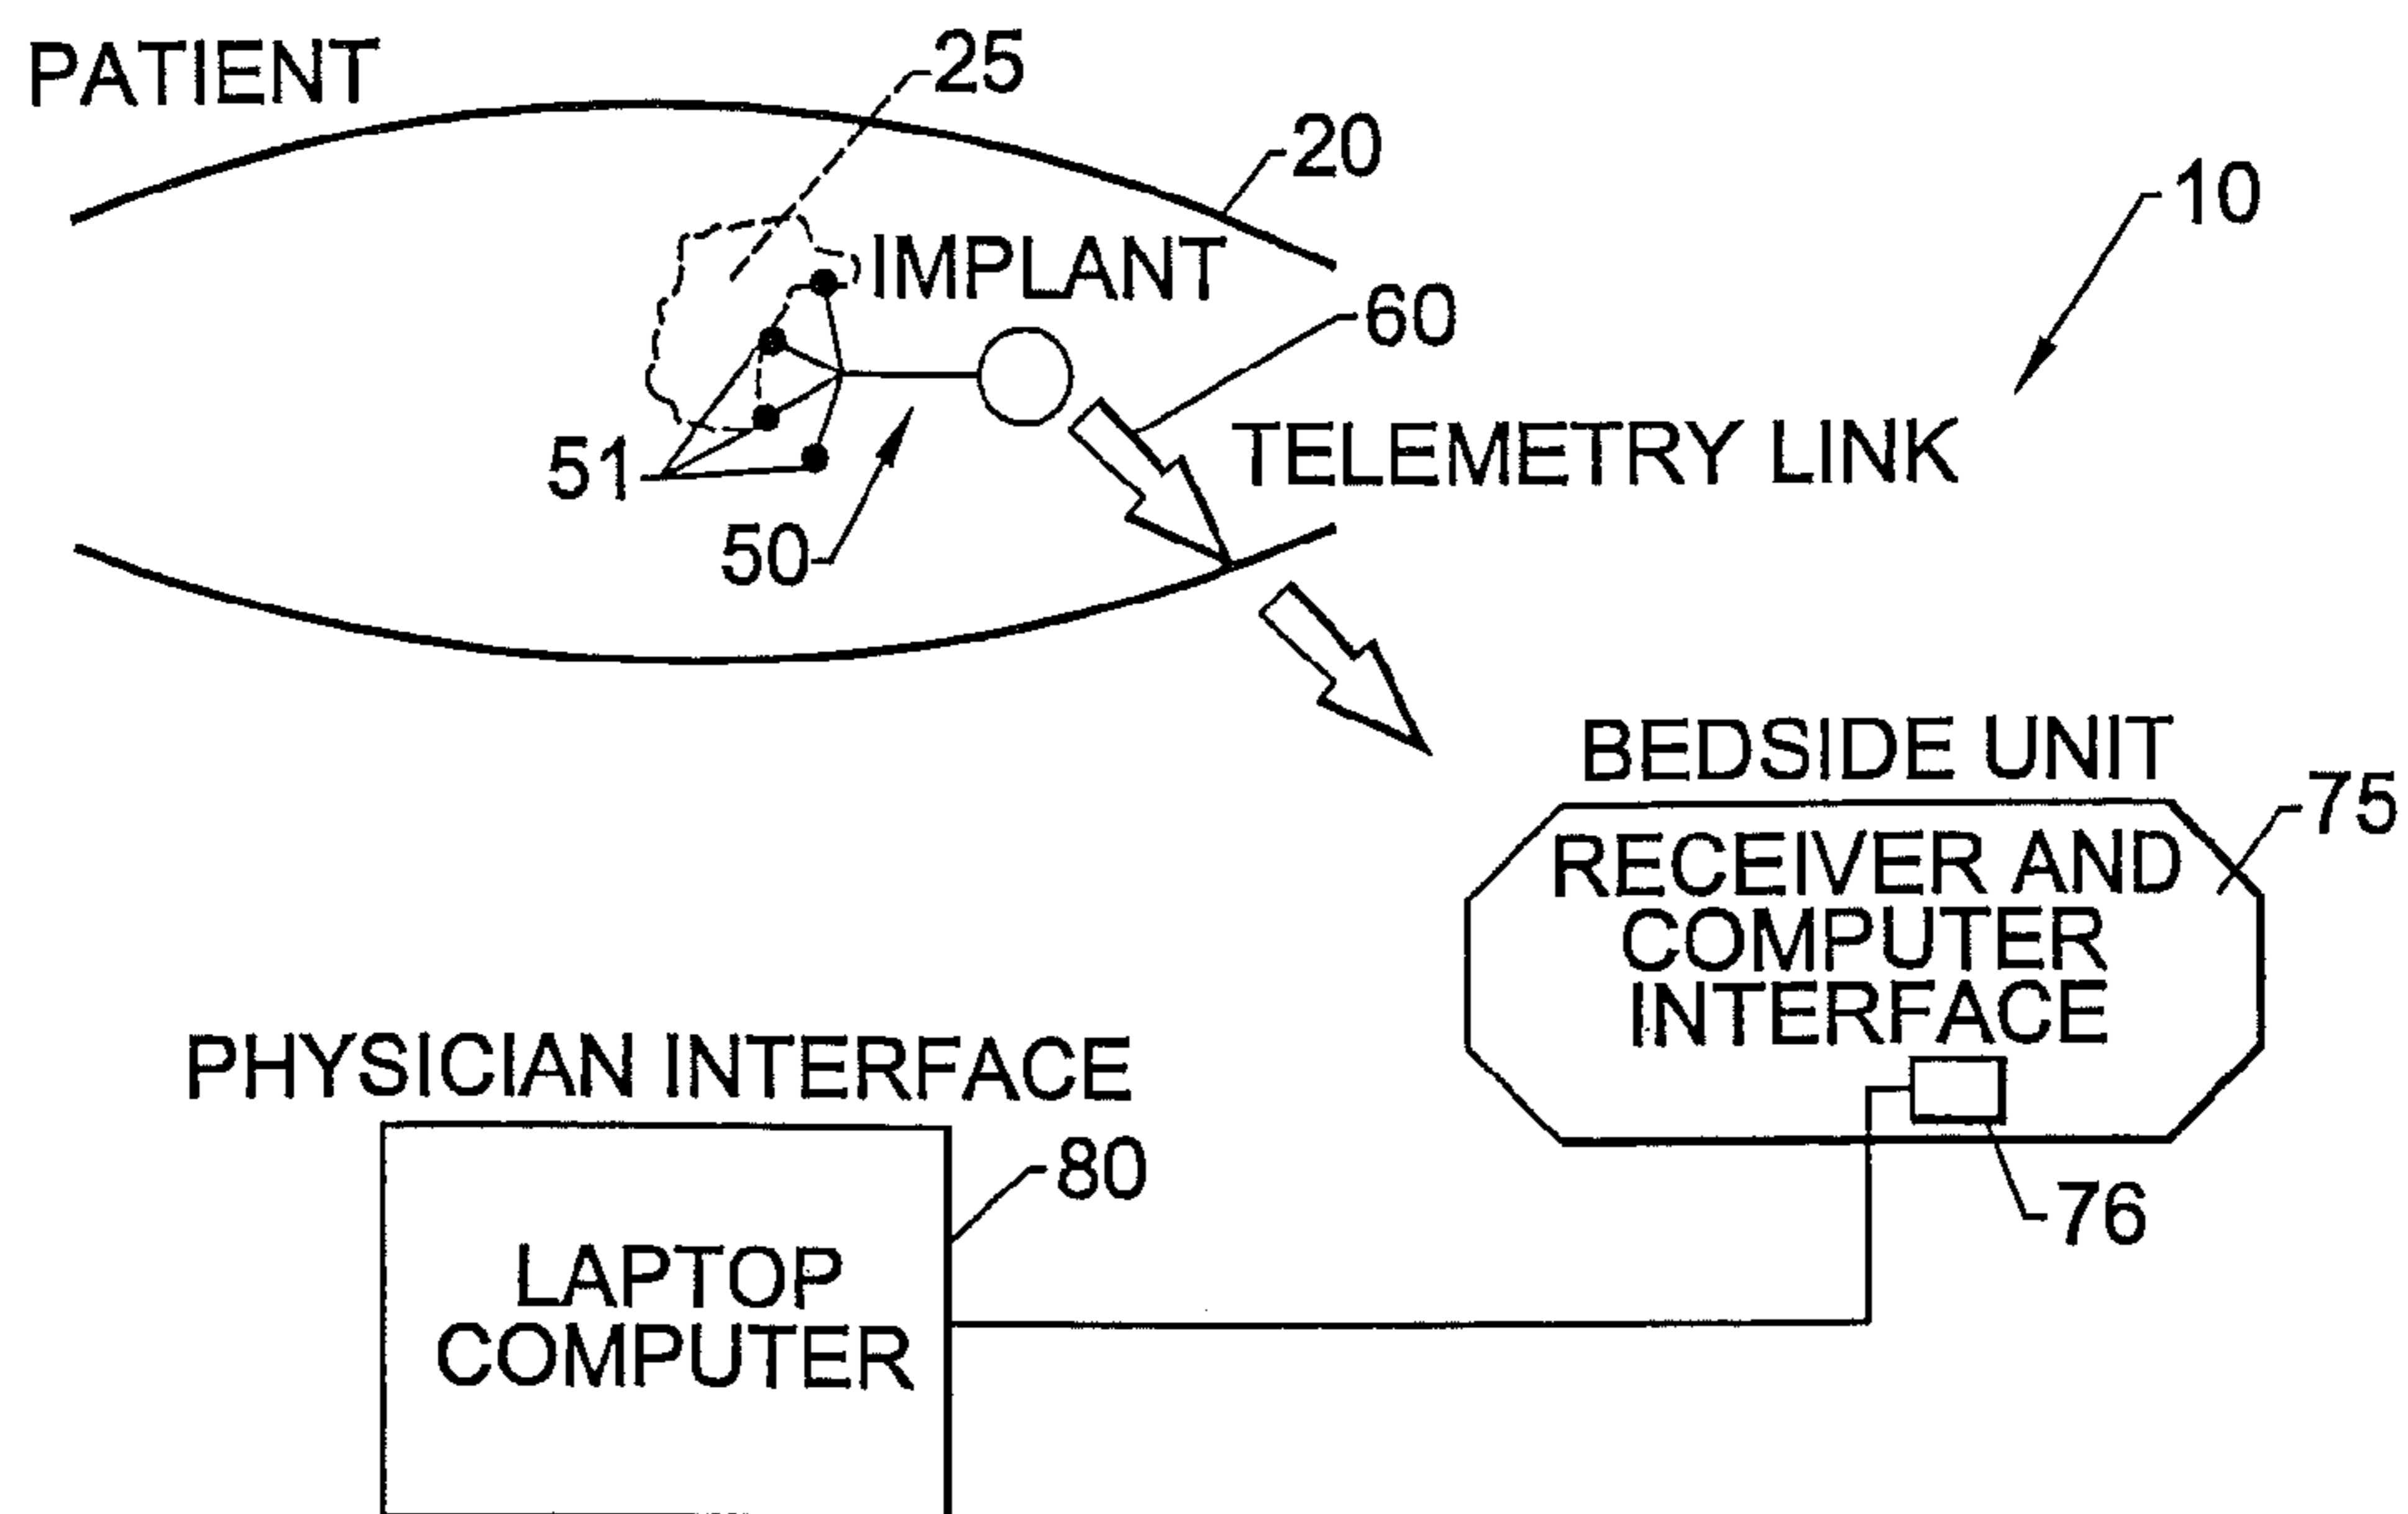 PATIENT
25
20
10
IMPLANT
60
TELEMETRY LINK
51
50
BEDSIDE UNIT
75
RECEIVER AND
COMPUTER
INTERFACE
76
PHYSICIAN INTERFACE
80
LAPTOP
COMPUTER